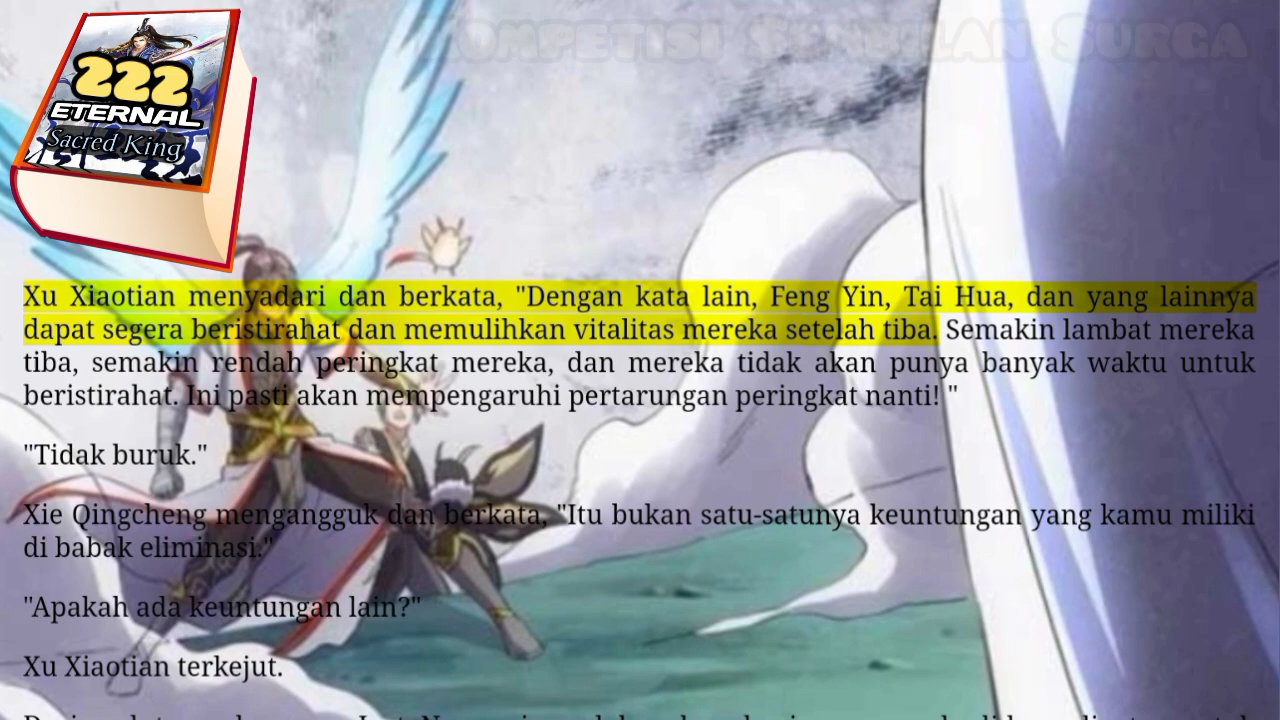 KOMPETISI SEMBILAN SURGA
222
ETERNAL
Sacred King
Xu Xiaotian menyadari dan berkata, "Dengan kata lain, Feng Yin, Tai Hua, dan yang lainnya
dapat segera beristirahat dan memulihkan vitalitas mereka setelah tiba. Semakin lambat mereka
tiba, semakin rendah peringkat mereka, dan mereka tidak akan punya banyak waktu untuk
beristirahat. Ini pasti akan mempengaruhi pertarungan peringkat nanti! "
"Tidak buruk."
Xie Qingcheng mengangguk dan berkata, "Itu bukan satu-satunya keuntungan yang kamu miliki
di babak eliminasi."
"Apakah ada keuntungan lain?"
Xu Xiaotian terkejut.